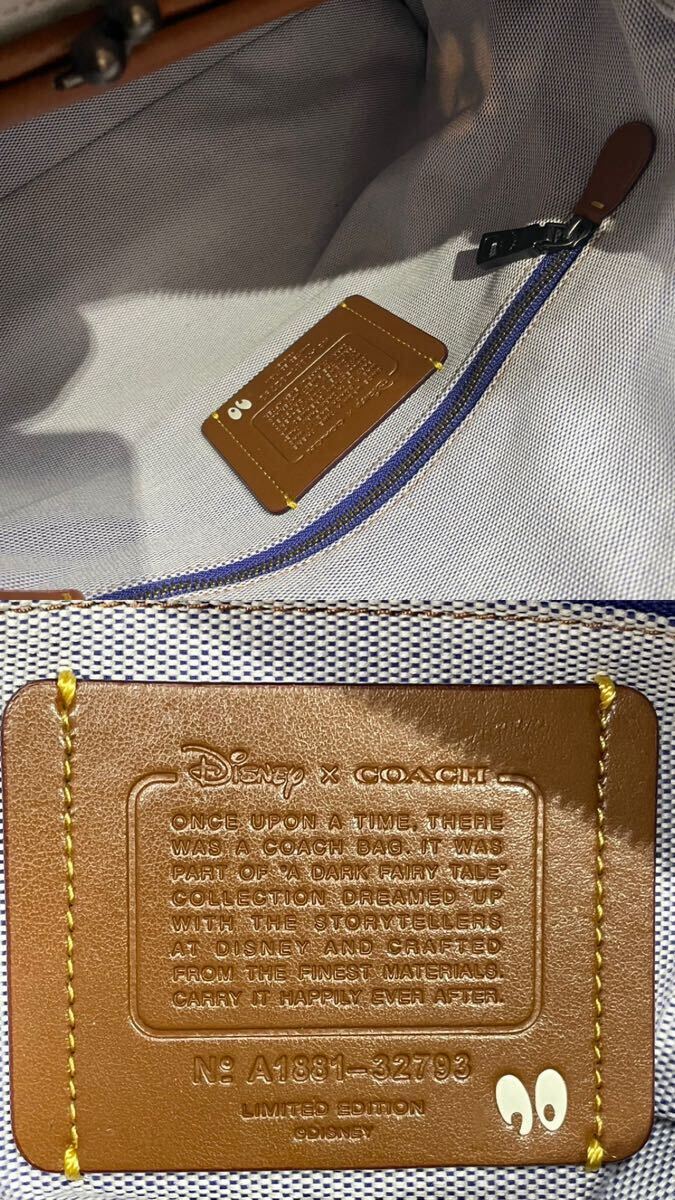 Disney x COACH
ONCE UPON A TIME, THERE
WAS A COACH BAG. IT WAS
PART OF "A DARK FAIRY TALE"
COLLECTION DREAMED UP
WITH THE STORYTELLERS
AT DISNEY AND CRAFTED
FROM THE FINEST MATERIALS.
CARRY IT HAPPILY EVER AFTER.
Nº A1881-32793
LIMITED EDITION
©DISNEY